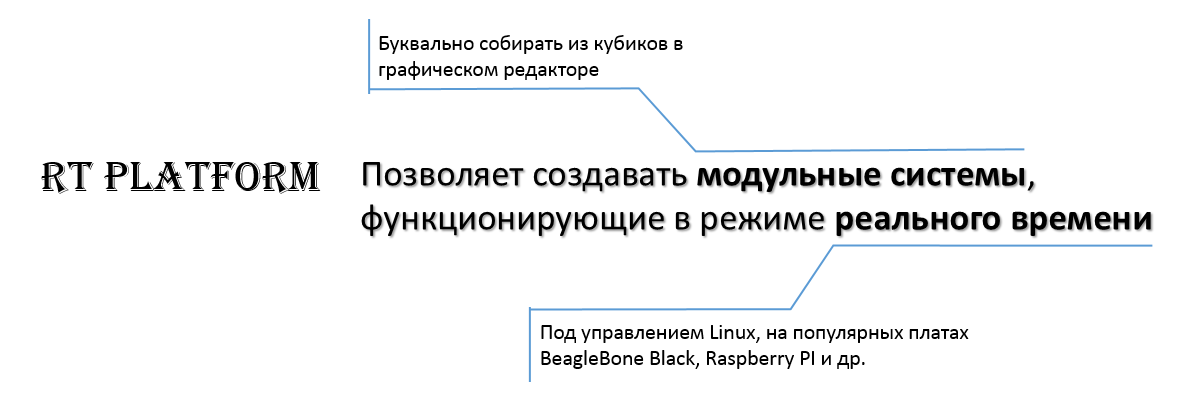 Буквально собирать из кубиков в
графическом редакторе
RT PLATFORM
Позволяет создавать модульные системы,
функционирующие в режиме реального времени
Под управлением Linux, на популярных платах
BeagleBone Black, Raspberry PI и др.